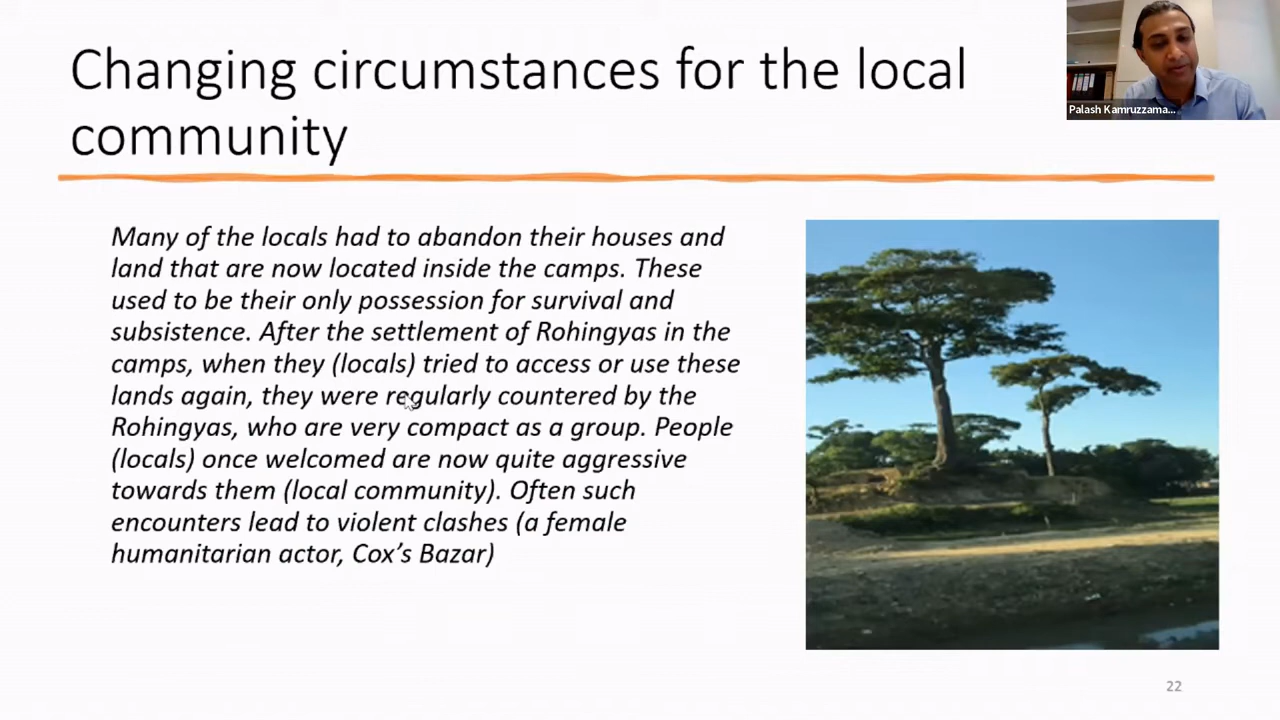 Changing circumstances for the local
community
Palash Kamruzzama...
Many of the locals had to abandon their houses and
land that are now located inside the camps. These
used to be their only possession for survival and
subsistence. After the settlement of Rohingyas in the
camps, when they (locals) tried to access or use these
lands again, they were regularly countered by the
Rohingyas, who are very compact as a group. People
(locals) once welcomed are now quite aggressive
towards them (local community). Often such
encounters lead to violent clashes (a female
humanitarian actor, Cox’s Bazar)
22